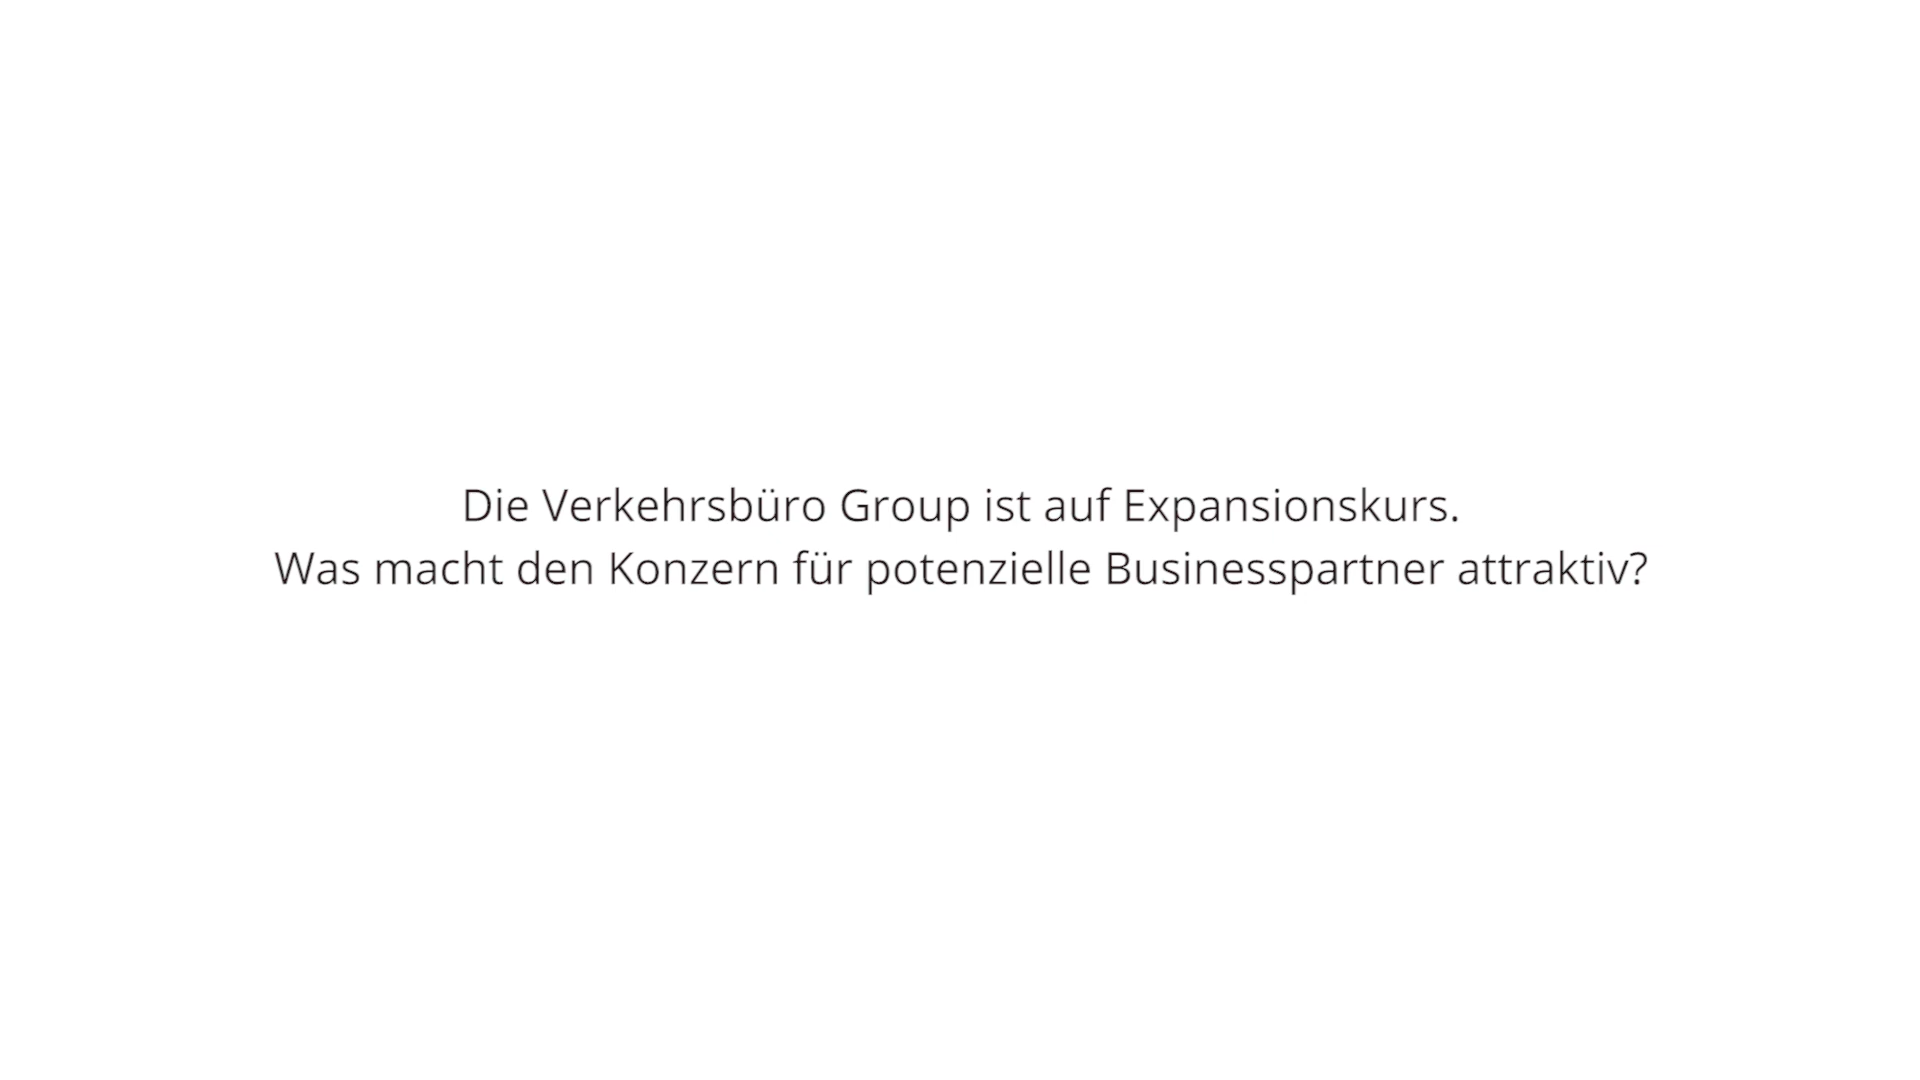 Die Verkehrsbüro Group ist auf Expansionskurs.
Was macht den Konzern für potenzielle Businesspartner attraktiv?